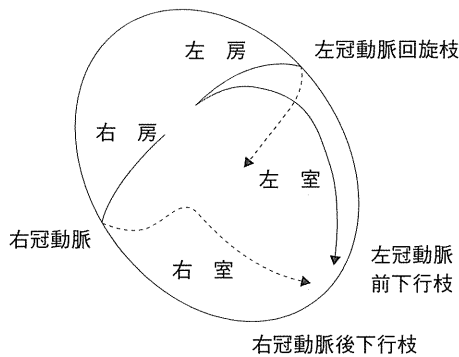 左 房
左冠動脈回旋枝
右 房
左 室
右冠動脈
右 室
左冠動脈
前下行枝
右冠動脈後下行枝